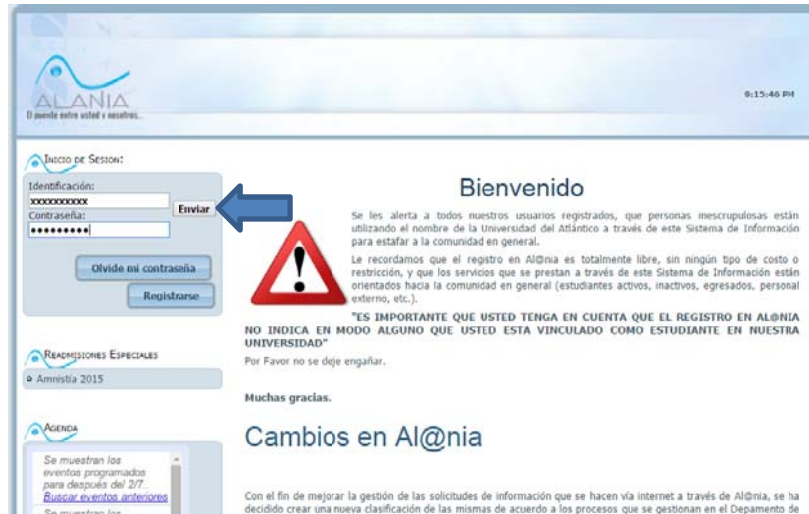 ALANIA
El puente entre usted y nosotros..
9:15:46 PM
Inicio de Sesion:
Identificación:
xxxxxxxxxx
Contraseña:
Enviar
Olvide mi contraseña
Registrarse
Readmisiones Especiales
Amnistía 2015
Agenda
Se muestran los
eventos programados
para después del 2/7.
Buscar eventos anteriores
Se muestran los
Bienvenido
Se les alerta a todos nuestros usuarios registrados, que personas inescrupulosas están
utilizando el nombre de la Universidad del Atlántico a través de este Sistema de Información
para estafar a la comunidad en general.
Le recordamos que el registro en Al@nia es totalmente libre, sin ningún tipo de costo o
restricción, y que los servicios que se prestan a través de este Sistema de Información están
orientados hacia la comunidad en general (estudiantes activos, inactivos, egresados, personal
externo, etc.).
"ES IMPORTANTE QUE USTED TENGA EN CUENTA QUE EL REGISTRO EN AL@NIA
NO INDICA EN MODO ALGUNO QUE USTED ESTA VINCULADO COMO ESTUDIANTE EN NUESTRA
UNIVERSIDAD"
Por Favor no se deje engañar.
Muchas gracias.
Cambios en Al@nia
Con el fin de mejorar la gestión de las solicitudes de información que se hacen vía internet a través de Al@nia, se ha
decidido crear una nueva clasificación de las mismas de acuerdo a los procesos que se gestionan en el Depamento de